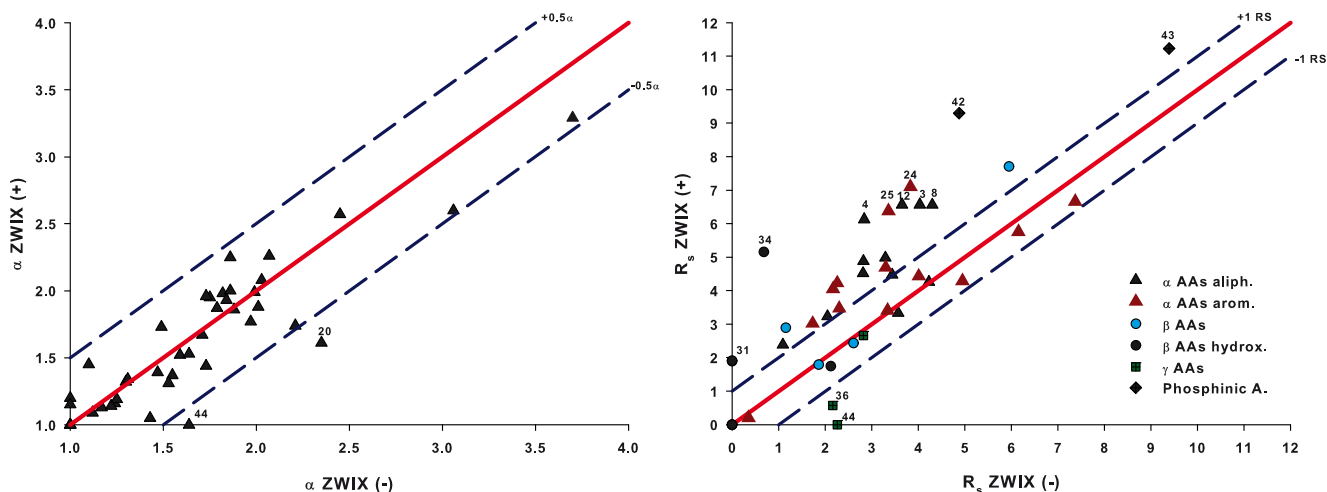 4.0
3.5
3.0
2.5
2.0
1.5
1.0
α ZWIX (+)
+0.5α
-0.5α
20
44
1.0 1.5 2.0 2.5 3.0 3.5 4.0
α ZWIX (-)
12
11
10
9
8
7
6
5
4
3
2
1
0
Rs ZWIX (+)
+1 RS
-1 RS
43
42
24
25 12 3 8
4
34
31
36
44
α AAs aliph.
α AAs arom.
β AAs
β AAs hydrox.
γ AAs
Phosphinic A.
0 1 2 3 4 5 6 7 8 9 10 11 12
Rs ZWIX (-)